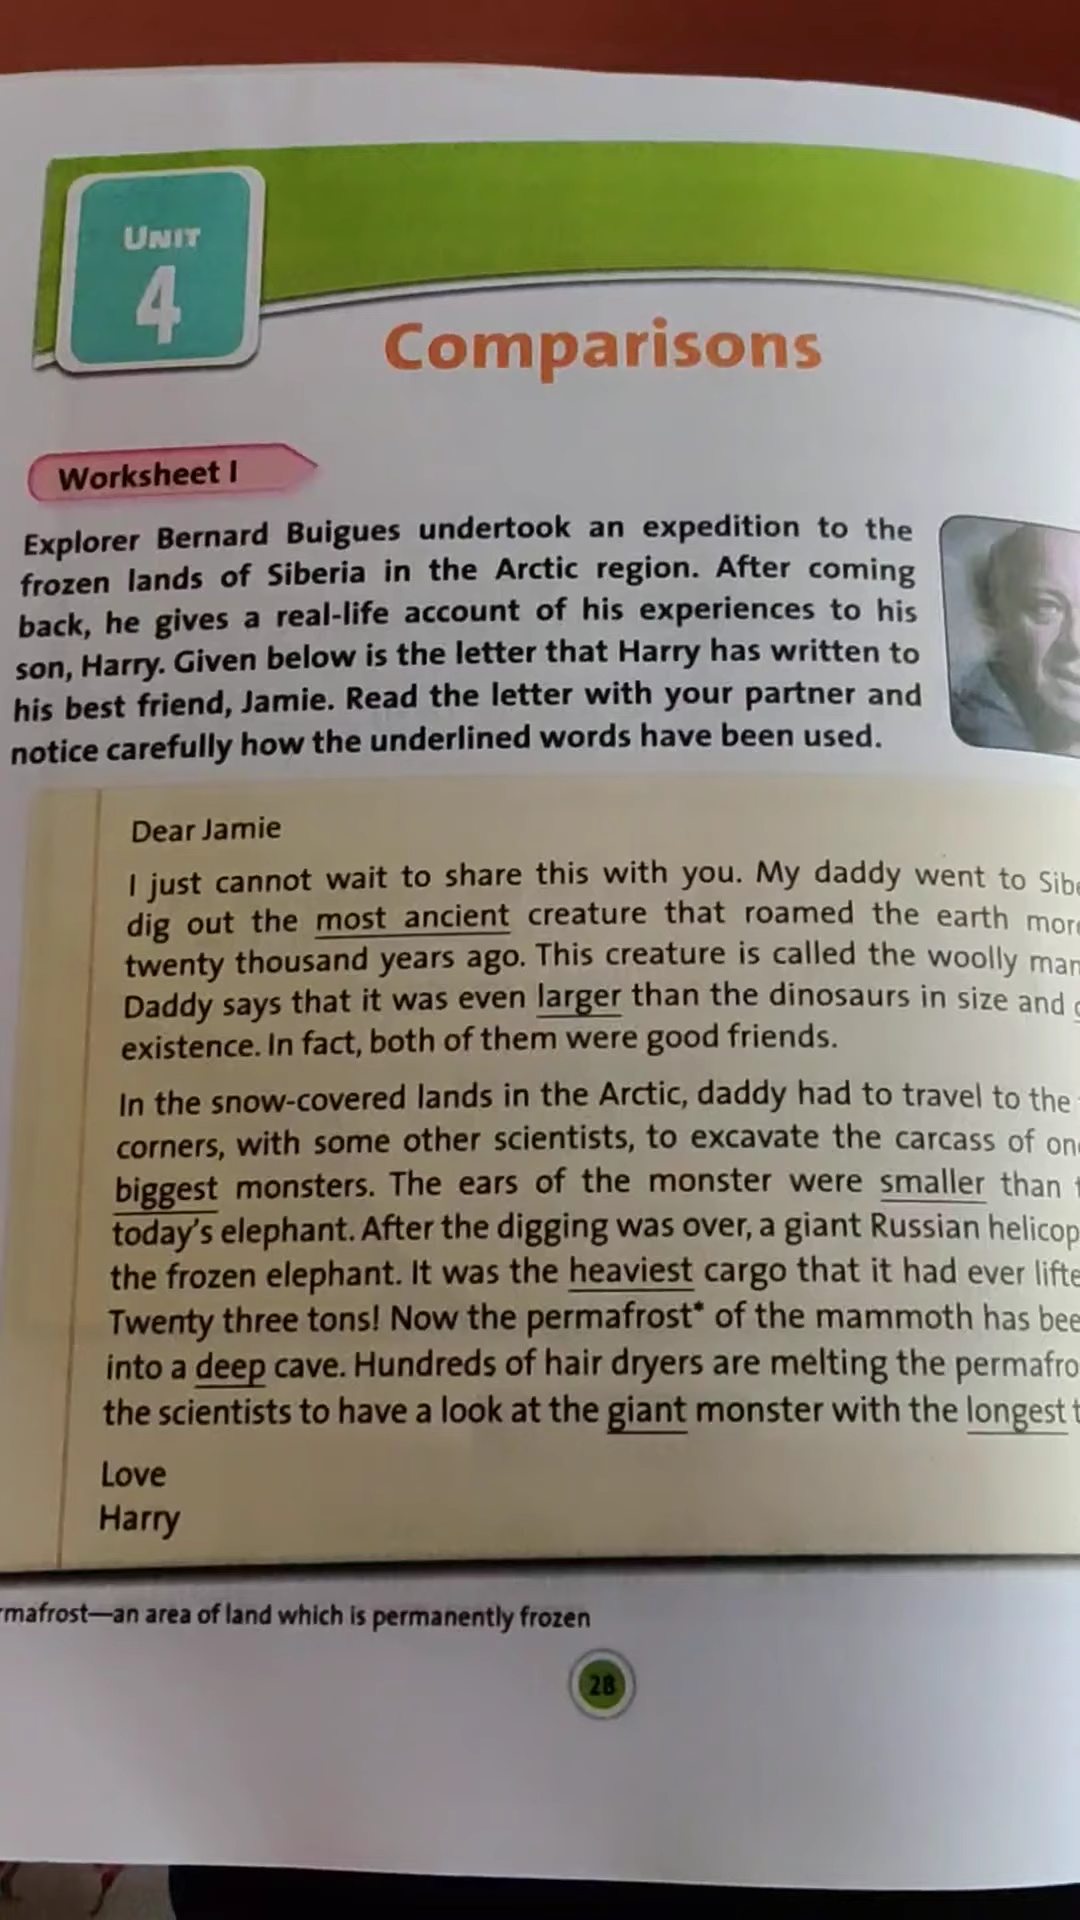 UNIT
4
Comparisons
Worksheet I
Explorer Bernard Buigues undertook an expedition to the
frozen lands of Siberia in the Arctic region. After coming
back, he gives a real-life account of his experiences to his
son, Harry. Given below is the letter that Harry has written to
his best friend, Jamie. Read the letter with your partner and
notice carefully how the underlined words have been used.
Dear Jamie
I just cannot wait to share this with you. My daddy went to
dig out the most ancient creature that roamed the earth
twenty thousand years ago. This creature is called the woolly
Daddy says that it was even larger than the dinosaurs in size and
existence. In fact, both of them were good friends.
In the snow-covered lands in the Arctic, daddy had to travel to the
corners, with some other scientists, to excavate the carcass of
biggest monsters. The ears of the monster were smaller than
today's elephant. After the digging was over, a giant Russian
the frozen elephant. It was the heaviest cargo that it had ever
Twenty three tons! Now the permafrost* of the mammoth has
into a deep cave. Hundreds of hair dryers are melting the
the scientists to have a look at the giant monster with the longest
Love
Harry
rmafrost—an area of land which is permanently frozen
28